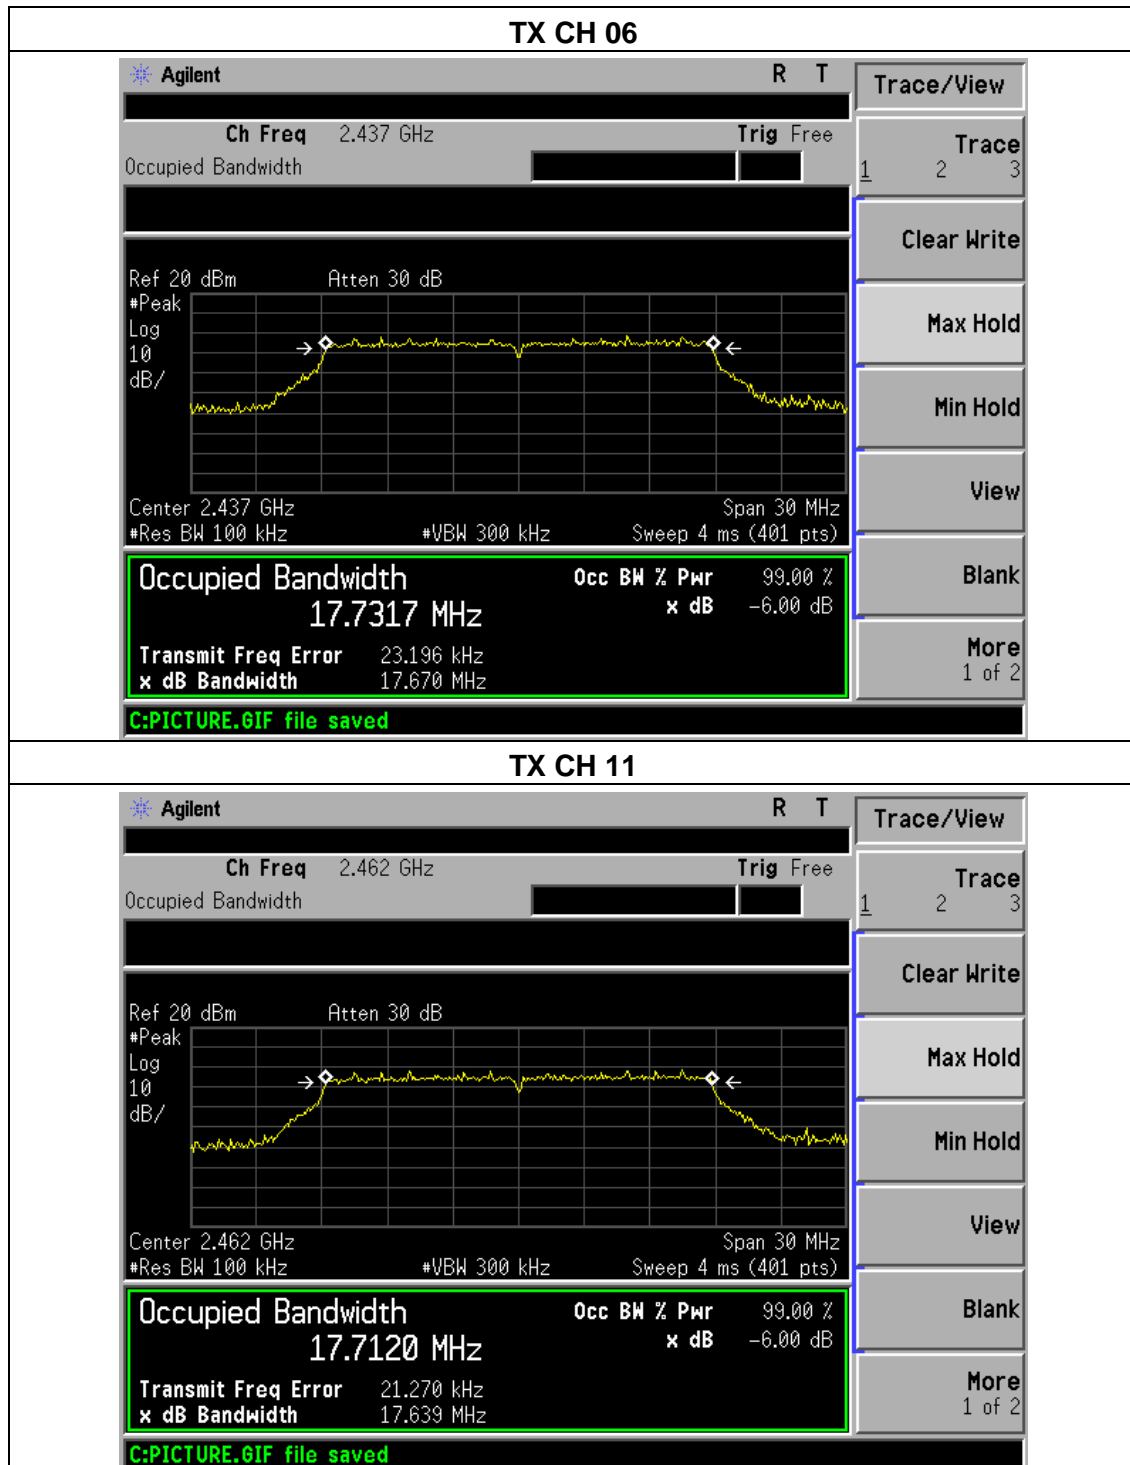 TX CH 06
Agilent R T
Trace/View
Ch Freq 2.437 GHz Trig Free
Occupied Bandwidth
Trace
1 2 3
Clear Write
Max Hold
Min Hold
View
Blank
More
1 of 2
Ref 20 dBm Atten 30 dB
#Peak
Log
10
dB/
Center 2.437 GHz Span 30 MHz
#Res BW 100 kHz #VBW 300 kHz Sweep 4 ms (401 pts)
Occupied Bandwidth Occ BW % Pwr 99.00 %
17.7317 MHz x dB -6.00 dB
Transmit Freq Error 23.196 kHz
x dB Bandwidth 17.670 MHz
C:PICTURE.GIF file saved
TX CH 11
Agilent R T
Trace/View
Ch Freq 2.462 GHz Trig Free
Occupied Bandwidth
Trace
1 2 3
Clear Write
Max Hold
Min Hold
View
Blank
More
1 of 2
Ref 20 dBm Atten 30 dB
#Peak
Log
10
dB/
Center 2.462 GHz Span 30 MHz
#Res BW 100 kHz #VBW 300 kHz Sweep 4 ms (401 pts)
Occupied Bandwidth Occ BW % Pwr 99.00 %
17.7120 MHz x dB -6.00 dB
Transmit Freq Error 21.270 kHz
x dB Bandwidth 17.639 MHz
C:PICTURE.GIF file saved